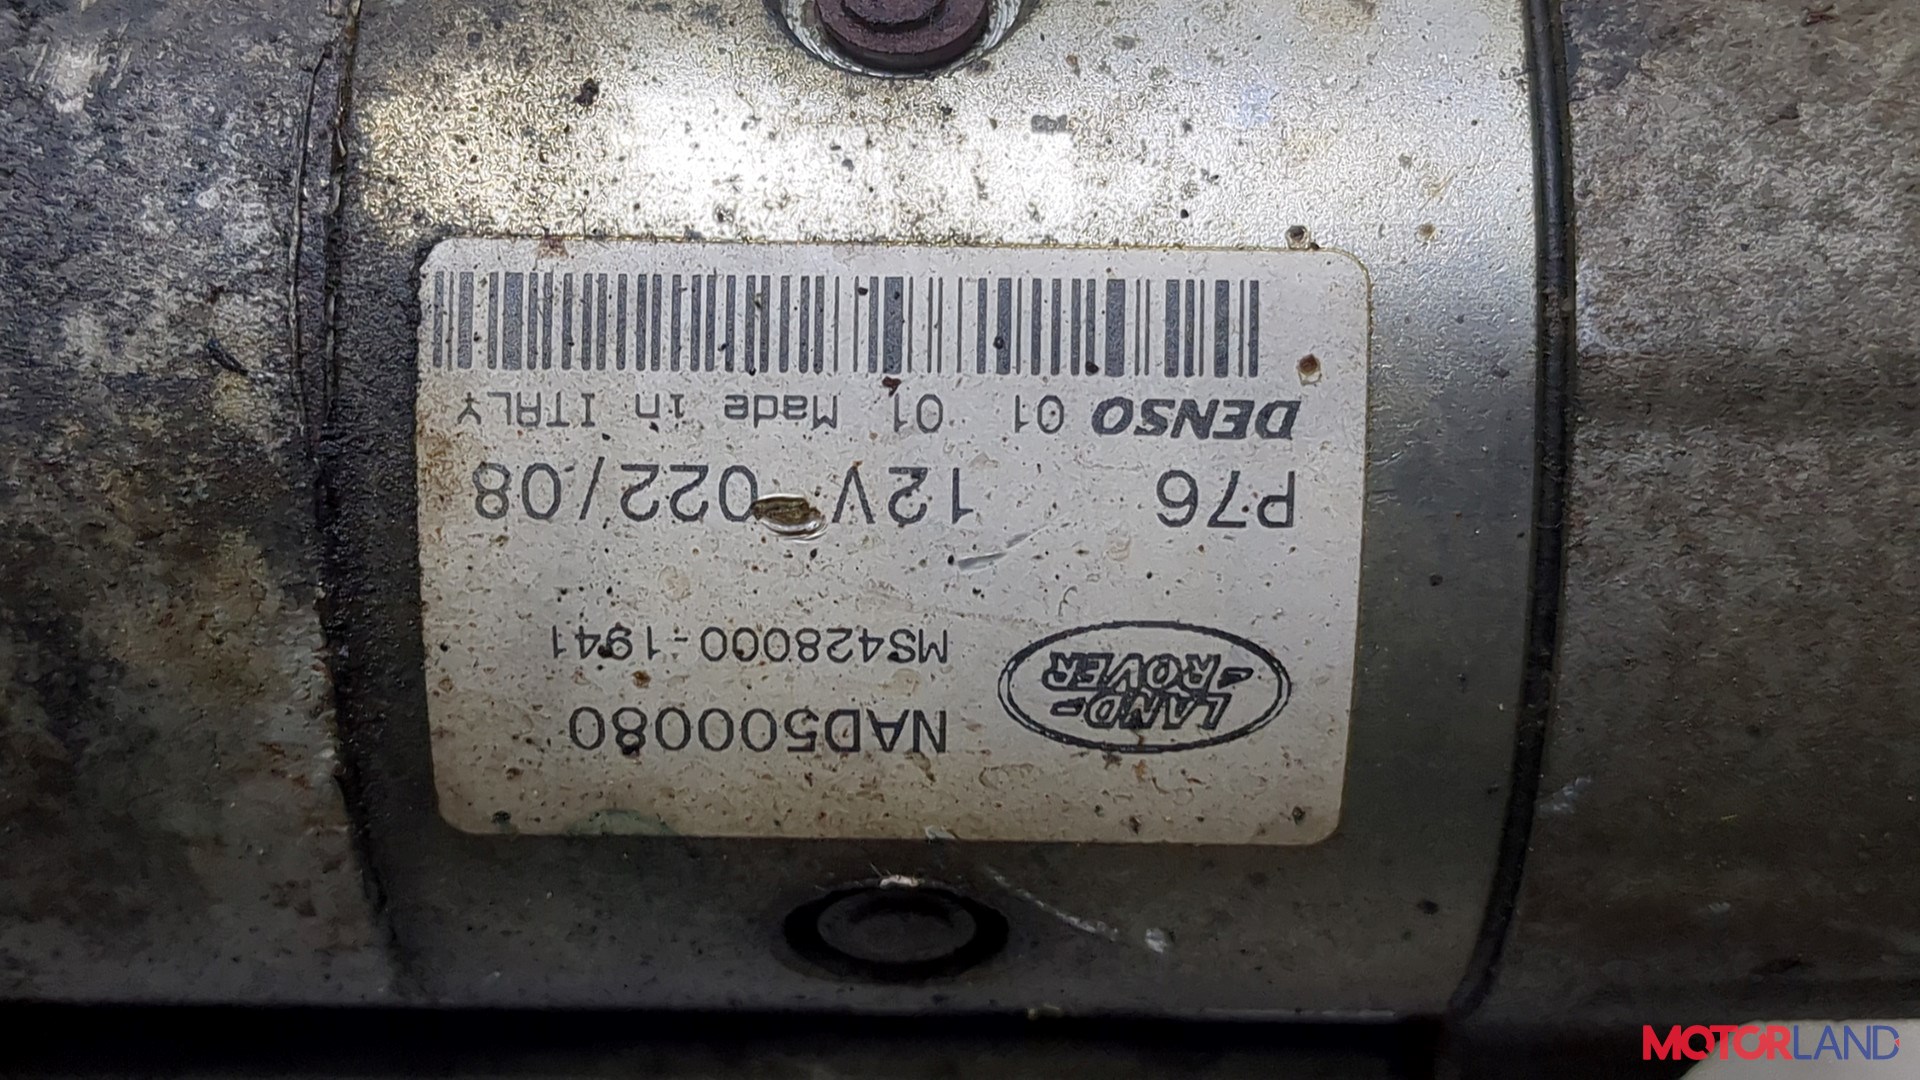 LAND-
-ROVER
NAD500080
MS428000-1941
P76 12V 022/08
DENSO 01 01 Made in ITALY
MOTORLAND